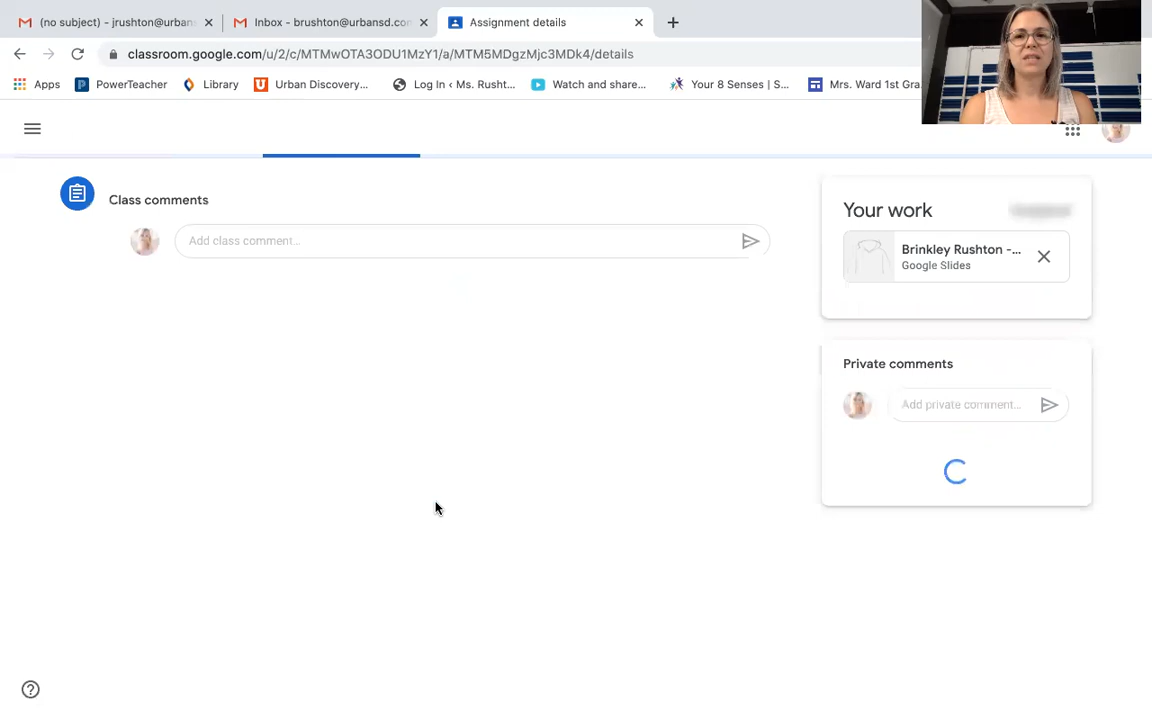 (no subject) - jrushton@urbans
Inbox - brushton@urbansd.com
Assignment details
classroom.google.com/u/2/c/MTMwOTA3ODU1MzY1/a/MTM5MDgzMjc3MDk4/details
Apps
PowerTeacher
Library
Urban Discovery...
Log In ‹ Ms. Rusht...
Watch and share...
Your 8 Senses | S...
Mrs. Ward 1st Gra
Class comments
Add class comment...
Your work
Brinkley Rushton -...
Google Slides
Private comments
Add private comment...